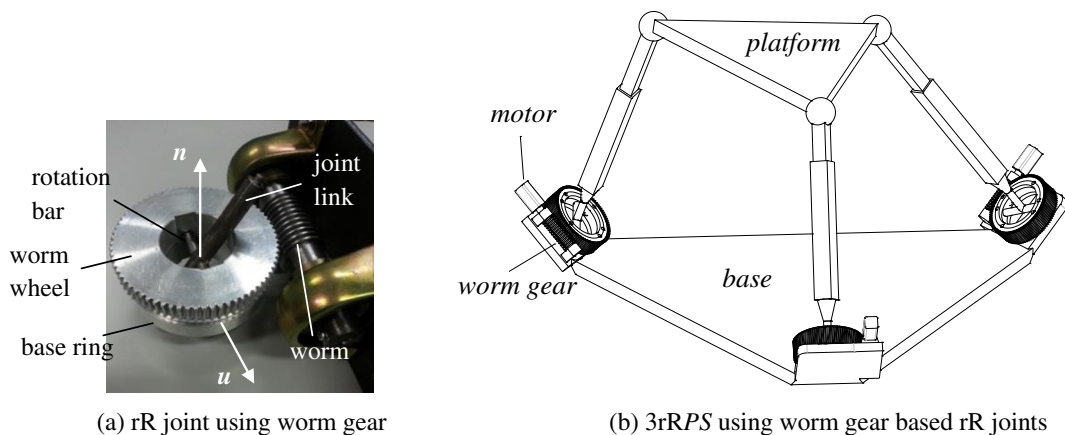 n
rotation
bar
joint
link
worm
wheel
base ring
worm
u
(a) rR joint using worm gear
platform
motor
worm gear
base
(b) 3rRPS using worm gear based rR joints